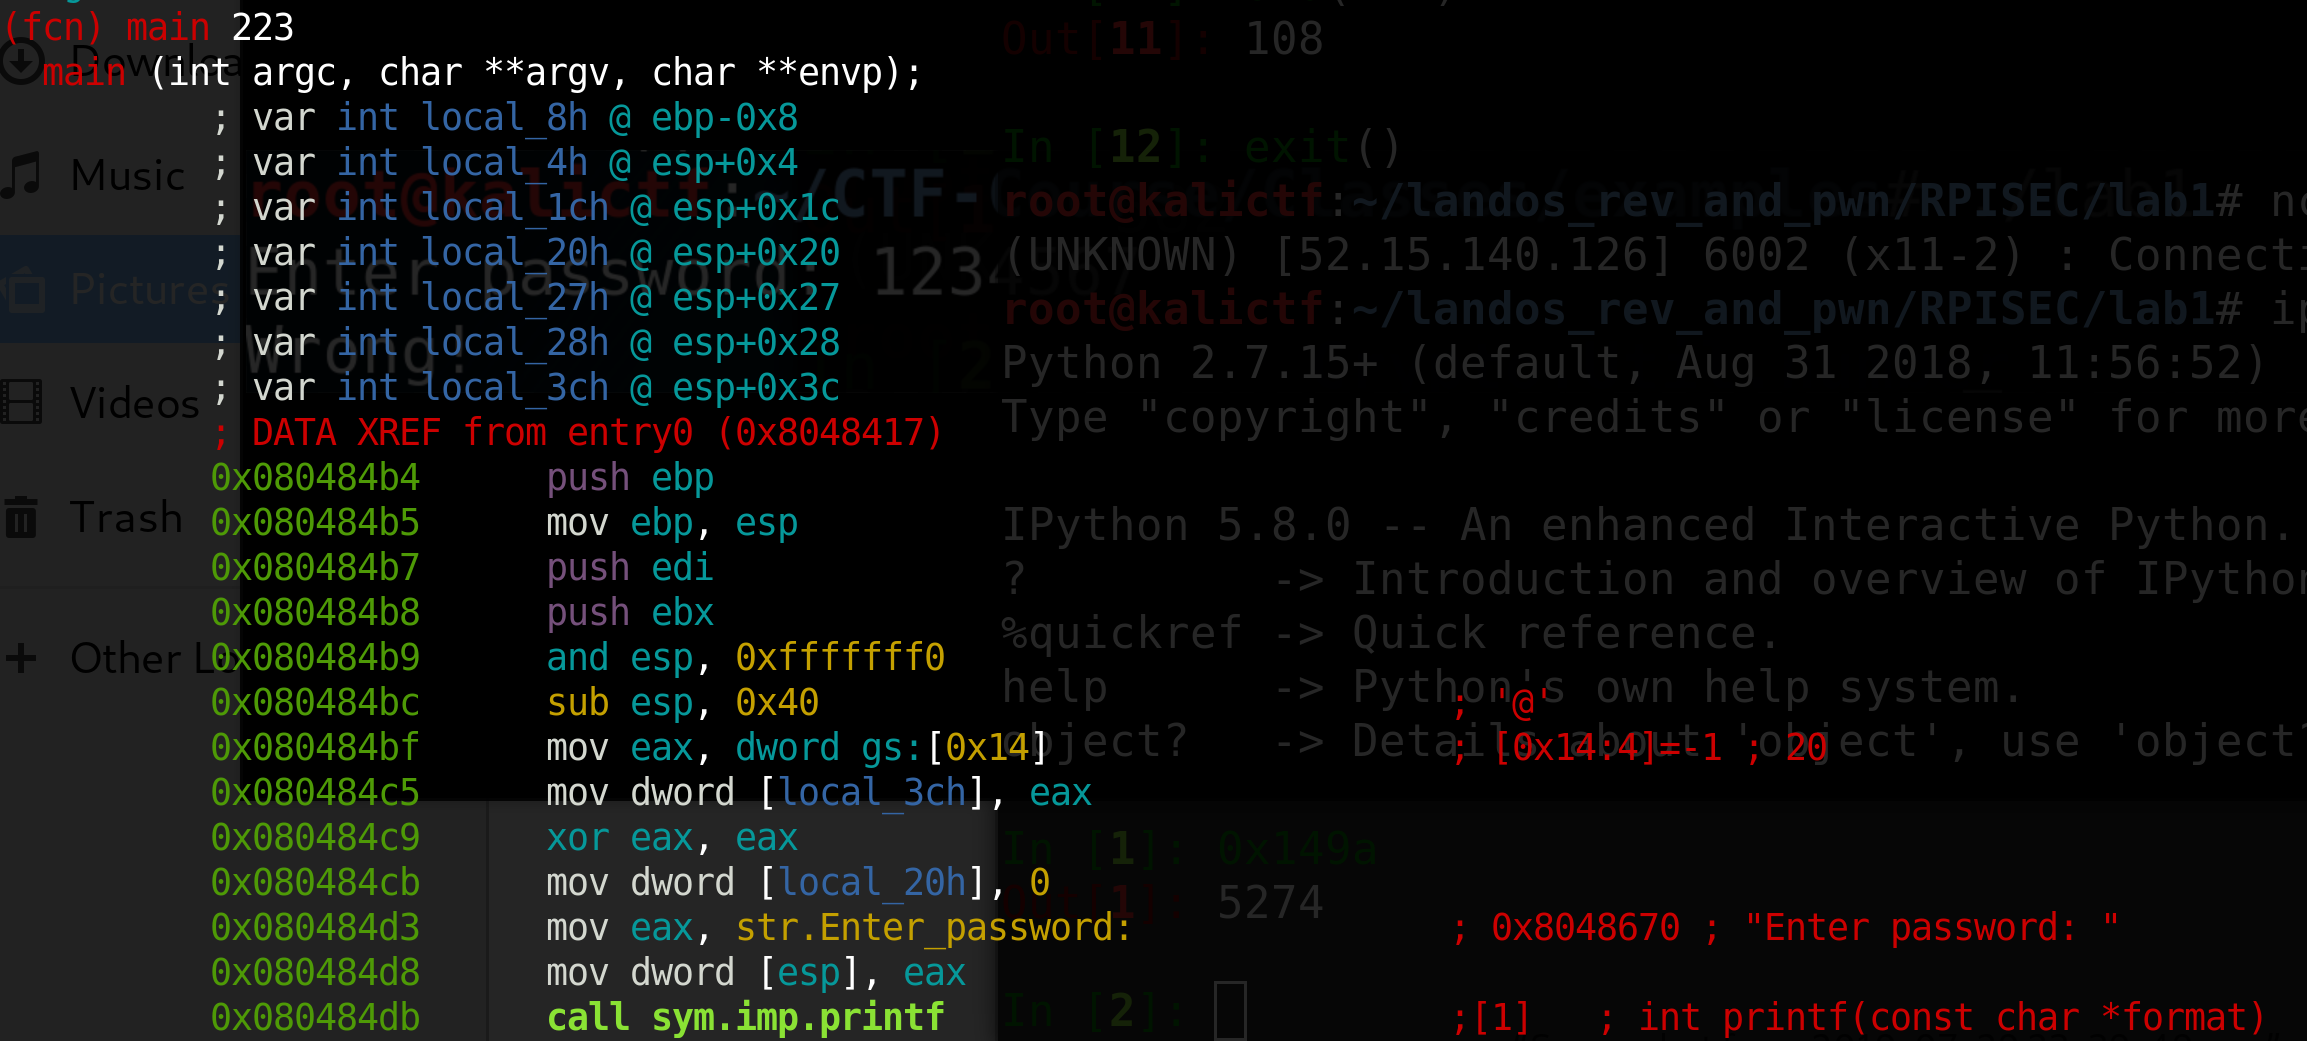 (fcn) main 223
main (int argc, char **argv, char **envp);
; var int local_8h @ ebp-0x8
; var int local_4h @ esp+0x4
; var int local_1ch @ esp+0x1c
; var int local_20h @ esp+0x20
; var int local_27h @ esp+0x27
; var int local_28h @ esp+0x28
; var int local_3ch @ esp+0x3c
; DATA XREF from entry0 (0x8048417)
0x080484b4 push ebp
0x080484b5 mov ebp, esp
0x080484b7 push edi
0x080484b8 push ebx
0x080484b9 and esp, 0xfffffff0
0x080484bc sub esp, 0x40 ; '@'
0x080484bf mov eax, dword gs:[0x14] ; [0x14:4]=-1 ; 20
0x080484c5 mov dword [local_3ch], eax
0x080484c9 xor eax, eax
0x080484cb mov dword [local_20h], 0
0x080484d3 mov eax, str.Enter_password: ; 0x8048670 ; "Enter password: "
0x080484d8 mov dword [esp], eax
0x080484db call sym.imp.printf ;[1] ; int printf(const char *format)
Music
Pictures
Videos
Trash
root@kalictf:~/CTF-
Enter password: 1234567
Wrong!
Out[11]: 108
In [12]: exit()
root@kalictf:~/landos_rev_and_pwn/RPISEC/lab1#
(UNKNOWN) [52.15.140.126] 6002 (x11-2) :
root@kalictf:~/landos_rev_and_pwn/RPISEC/lab1#
Python 2.7.15+ (default, Aug 31 2018, 11:56:52)
Type "copyright", "credits" or "license" for
IPython 5.8.0 -- An enhanced Interactive Python.
? -> Introduction and overview of
%quickref -> Quick reference.
help -> Python's own help system.
object? -> Details about 'object', use
In [1]: 0x149a
Out[1]: 5274
In [2]: